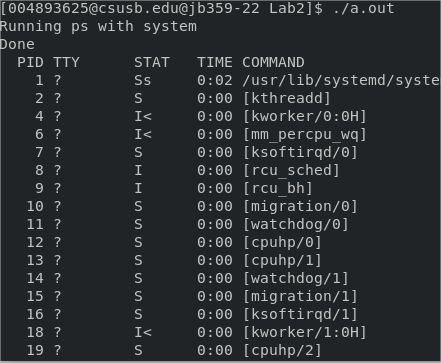 [004893625@csusb.edu@jb359-22 Lab2]$ ./a.out
Running ps with system
Done
  PID TTY      STAT   TIME COMMAND
    1 ?        Ss     0:02 /usr/lib/systemd/syste
    2 ?        S      0:00 [kthreadd]
    4 ?        I<     0:00 [kworker/0:0H]
    6 ?        I<     0:00 [mm_percpu_wq]
    7 ?        S      0:00 [ksoftirqd/0]
    8 ?        I      0:00 [rcu_sched]
    9 ?        I      0:00 [rcu_bh]
   10 ?        S      0:00 [migration/0]
   11 ?        S      0:00 [watchdog/0]
   12 ?        S      0:00 [cpuhp/0]
   13 ?        S      0:00 [cpuhp/1]
   14 ?        S      0:00 [watchdog/1]
   15 ?        S      0:00 [migration/1]
   16 ?        S      0:00 [ksoftirqd/1]
   18 ?        I<     0:00 [kworker/1:0H]
   19 ?        S      0:00 [cpuhp/2]